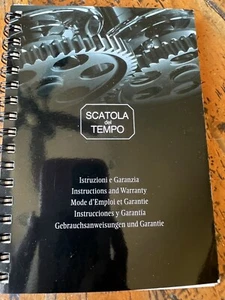 SCATOLA
del
TEMPO
Istruzioni e Garanzia
Instructions and Warranty
Mode d'Emploi et Garantie
Instrucciones y Garantía
Gebrauchsanweisungen und Garantie